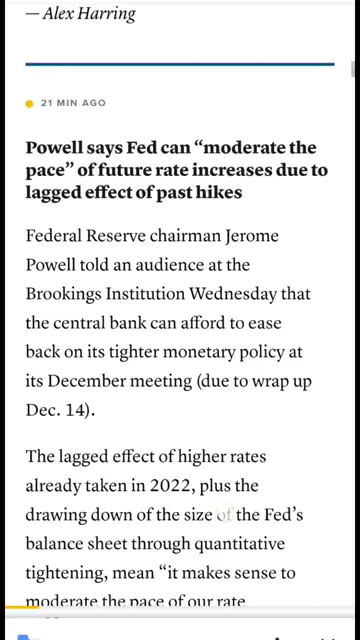 — Alex Harring
21 MIN AGO
Powell says Fed can “moderate the
pace” of future rate increases due to
lagged effect of past hikes
Federal Reserve chairman Jerome
Powell told an audience at the
Brookings Institution Wednesday that
the central bank can afford to ease
back on its tighter monetary policy at
its December meeting (due to wrap up
Dec. 14).
The lagged effect of higher rates
already taken in 2022, plus the
drawing down of the size of the Fed’s
balance sheet through quantitative
tightening, mean “it makes sense to
moderate the pace of our rate